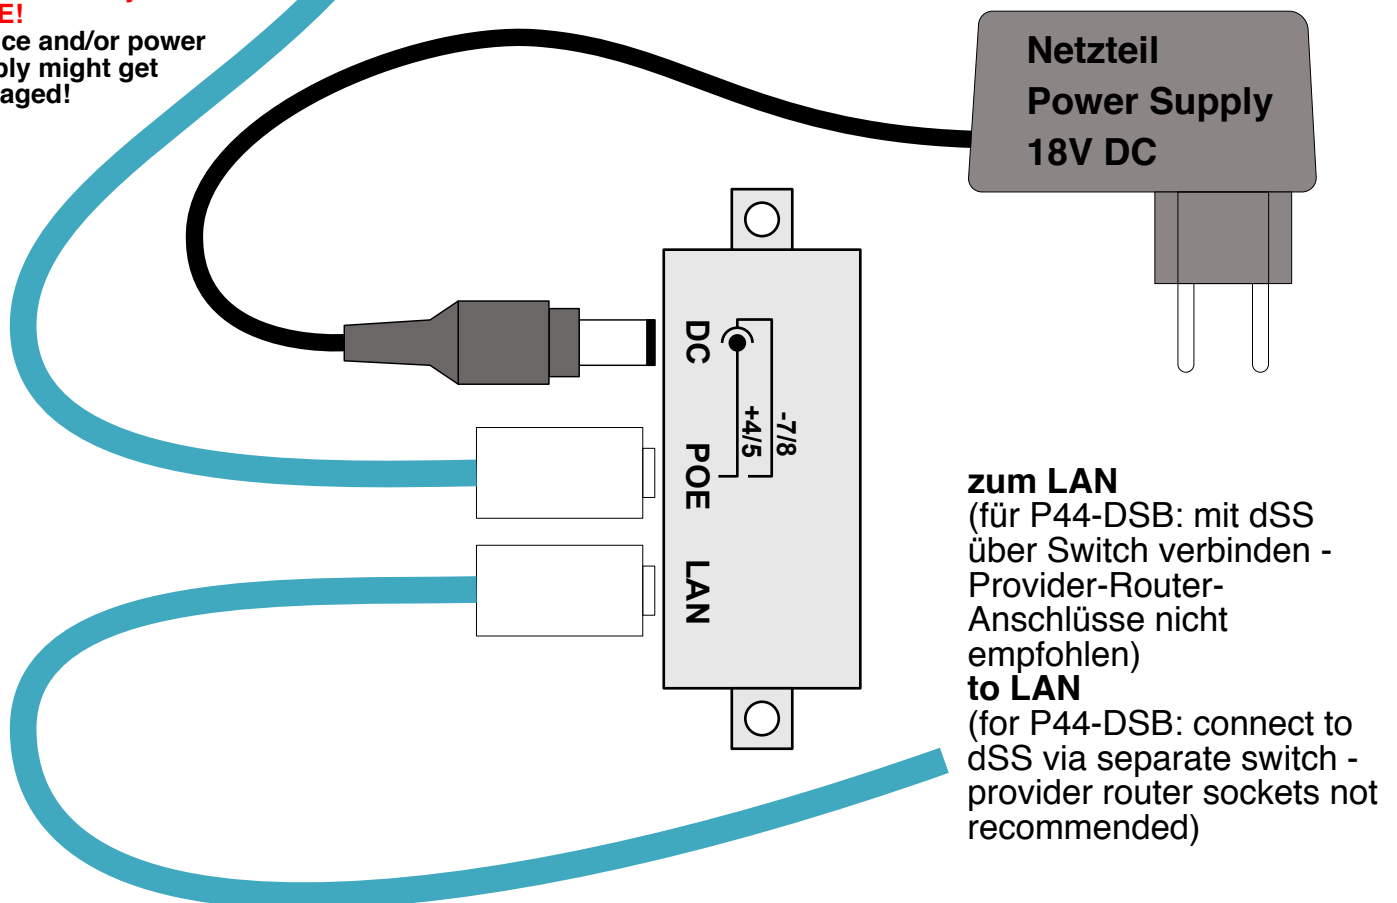 E!
ce and/or power
ply might get
aged!
Netzteil
Power Supply
18V DC
DC
-7/8
+4/5
POE
LAN
zum LAN
(für P44-DSB: mit dSS
über Switch verbinden -
Provider-Router-
Anschlüsse nicht
empfohlen)
to LAN
(for P44-DSB: connect to
dSS via separate switch -
provider router sockets not
recommended)